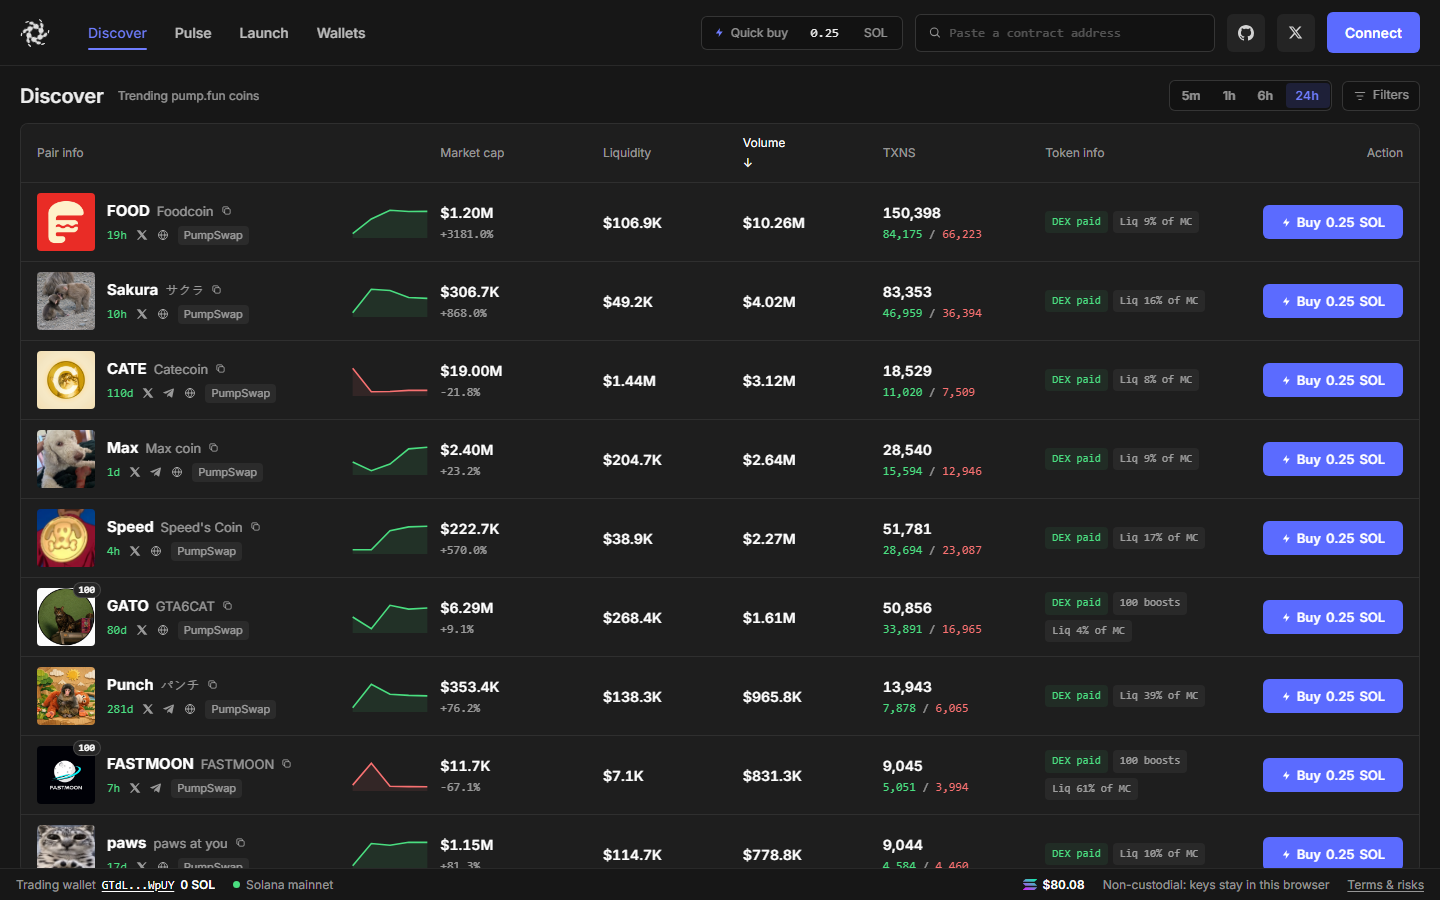 Discover Pulse Launch Wallets Quick buy 0.25 SOL Paste a contract address Connect
Discover Trending pump.fun coins 5m 1h 6h 24h Filters
Pair info Market cap Liquidity Volume ↓ TXNS Token info Action
FOOD Foodcoin $1.20M $106.9K $10.26M 150,398 DEX paid Liq 9% of MC Buy 0.25 SOL
19h PumpSwap +3181.0% 84,175 / 66,223
Sakura サクラ $306.7K $49.2K $4.02M 83,353 DEX paid Liq 16% of MC Buy 0.25 SOL
10h PumpSwap +868.0% 46,959 / 36,394
CATE Catecoin $19.00M $1.44M $3.12M 18,529 DEX paid Liq 8% of MC Buy 0.25 SOL
110d PumpSwap -21.8% 11,020 / 7,509
Max Max coin $2.40M $204.7K $2.64M 28,540 DEX paid Liq 9% of MC Buy 0.25 SOL
1d PumpSwap +23.2% 15,594 / 12,946
Speed Speed's Coin $222.7K $38.9K $2.27M 51,781 DEX paid Liq 17% of MC Buy 0.25 SOL
4h PumpSwap +570.0% 28,694 / 23,087
100
GATO GTA6CAT $6.29M $268.4K $1.61M 50,856 DEX paid 100 boosts Buy 0.25 SOL
80d PumpSwap +9.1% 33,891 / 16,965 Liq 4% of MC
Punch パンチ $353.4K $138.3K $965.8K 13,943 DEX paid Liq 39% of MC Buy 0.25 SOL
281d PumpSwap +76.2% 7,878 / 6,065
100
FASTMOON FASTMOON $11.7K $7.1K $831.3K 9,045 DEX paid 100 boosts Buy 0.25 SOL
FASTMOON 7h PumpSwap -67.1% 5,051 / 3,994 Liq 61% of MC
paws paws at you $1.15M $114.7K $778.8K 9,044 DEX paid Liq 10% of MC Buy 0.25 SOL
17d PumpSwap +81.3% 4,584 / 4,460
Trading wallet GTdL...WpUY 0 SOL Solana mainnet $80.08 Non-custodial: keys stay in this browser Terms & risks